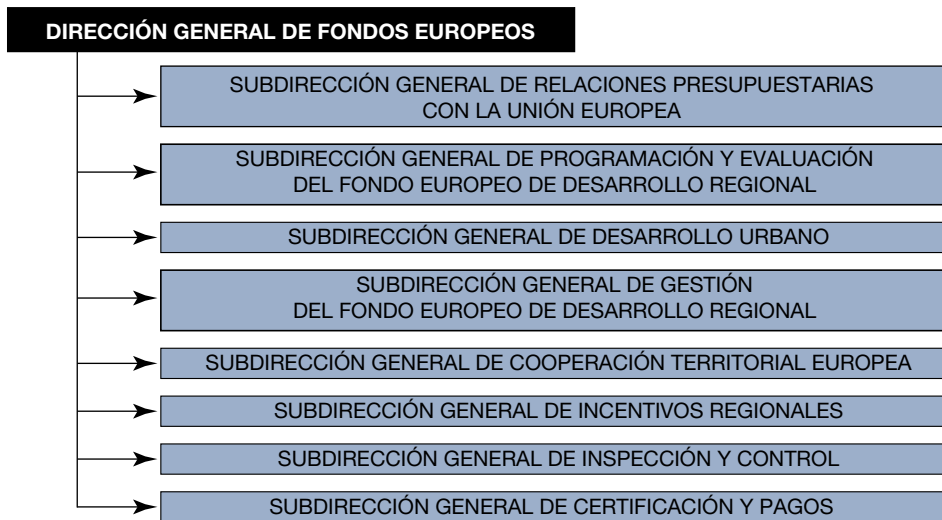 DIRECCIÓN GENERAL DE FONDOS EUROPEOS
SUBDIRECCIÓN GENERAL DE RELACIONES PRESUPUESTARIAS
CON LA UNIÓN EUROPEA
SUBDIRECCIÓN GENERAL DE PROGRAMACIÓN Y EVALUACIÓN
DEL FONDO EUROPEO DE DESARROLLO REGIONAL
SUBDIRECCIÓN GENERAL DE DESARROLLO URBANO
SUBDIRECCIÓN GENERAL DE GESTIÓN
DEL FONDO EUROPEO DE DESARROLLO REGIONAL
SUBDIRECCIÓN GENERAL DE COOPERACIÓN TERRITORIAL EUROPEA
SUBDIRECCIÓN GENERAL DE INCENTIVOS REGIONALES
SUBDIRECCIÓN GENERAL DE INSPECCIÓN Y CONTROL
SUBDIRECCIÓN GENERAL DE CERTIFICACIÓN Y PAGOS